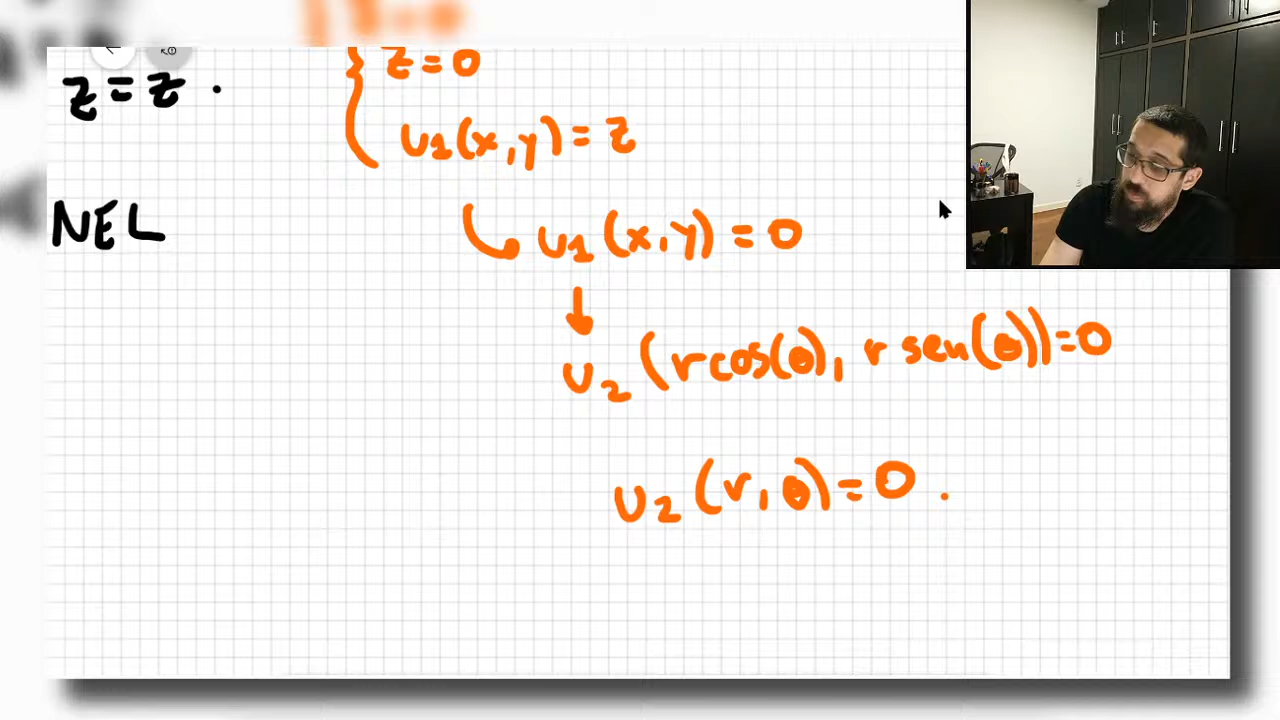 z = 0
z = z .
u1(x,y) = z
NEL
u1(x,y) = 0
u2(r cos(θ), r sen(θ)) = 0
u2(r,θ) = 0 .